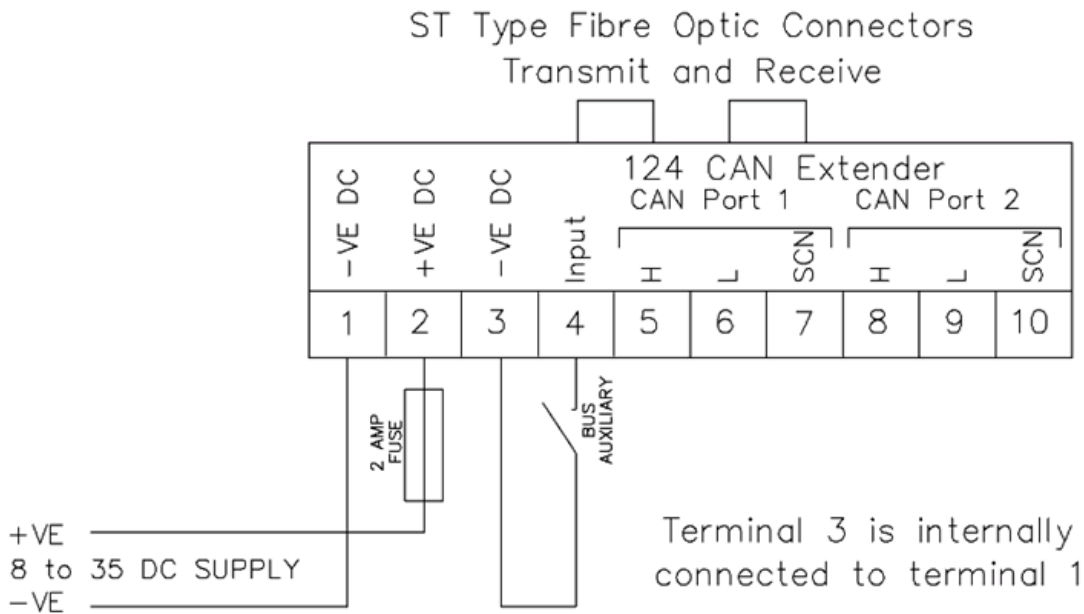 ST Type Fibre Optic Connectors
Transmit and Receive
124 CAN Extender
CAN Port 1
CAN Port 2
-VE DC
+VE DC
-VE DC
Input
H
L
SCN
H
L
SCN
1 2 3 4 5 6 7 8 9 10
2 AMP
FUSE
BUS
AUXILIARY
+VE
8 to 35 DC SUPPLY
-VE
Terminal 3 is internally
connected to terminal 1